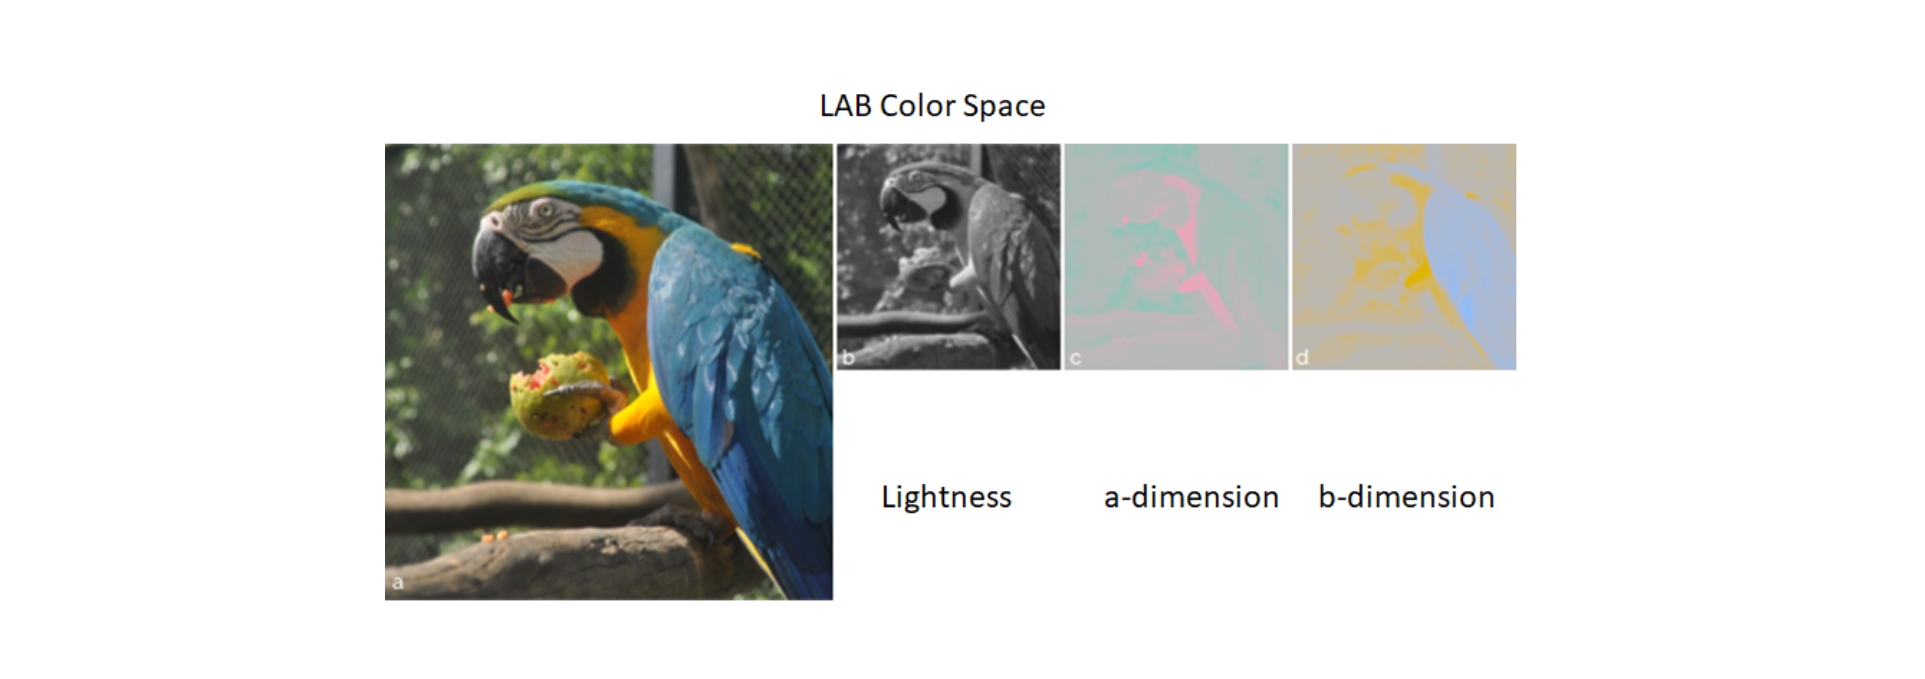 LAB Color Space
a
b
c
d
Lightness
a-dimension
b-dimension